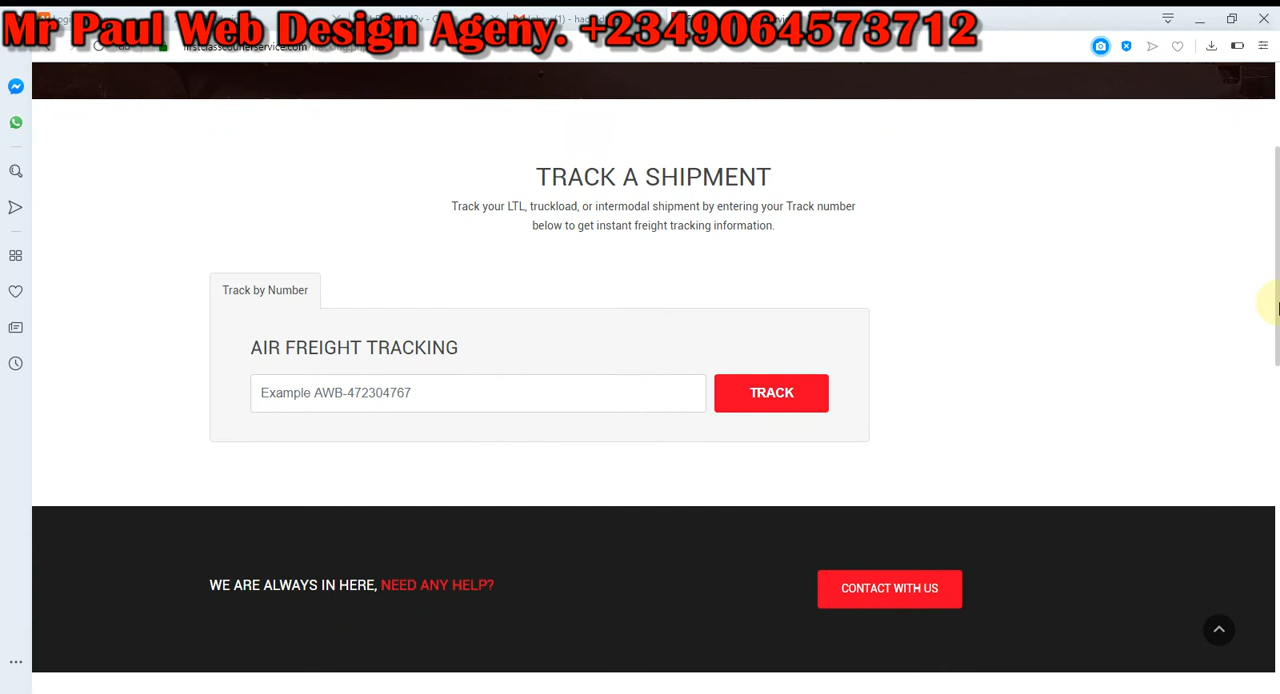 Mr Paul Web Design Ageny. +2349064573712
firstclasscourierservice.com
TRACK A SHIPMENT
Track your LTL, truckload, or intermodal shipment by entering your Track number
below to get instant freight tracking information.
Track by Number
AIR FREIGHT TRACKING
Example AWB-472304767
TRACK
WE ARE ALWAYS IN HERE, NEED ANY HELP?
CONTACT WITH US